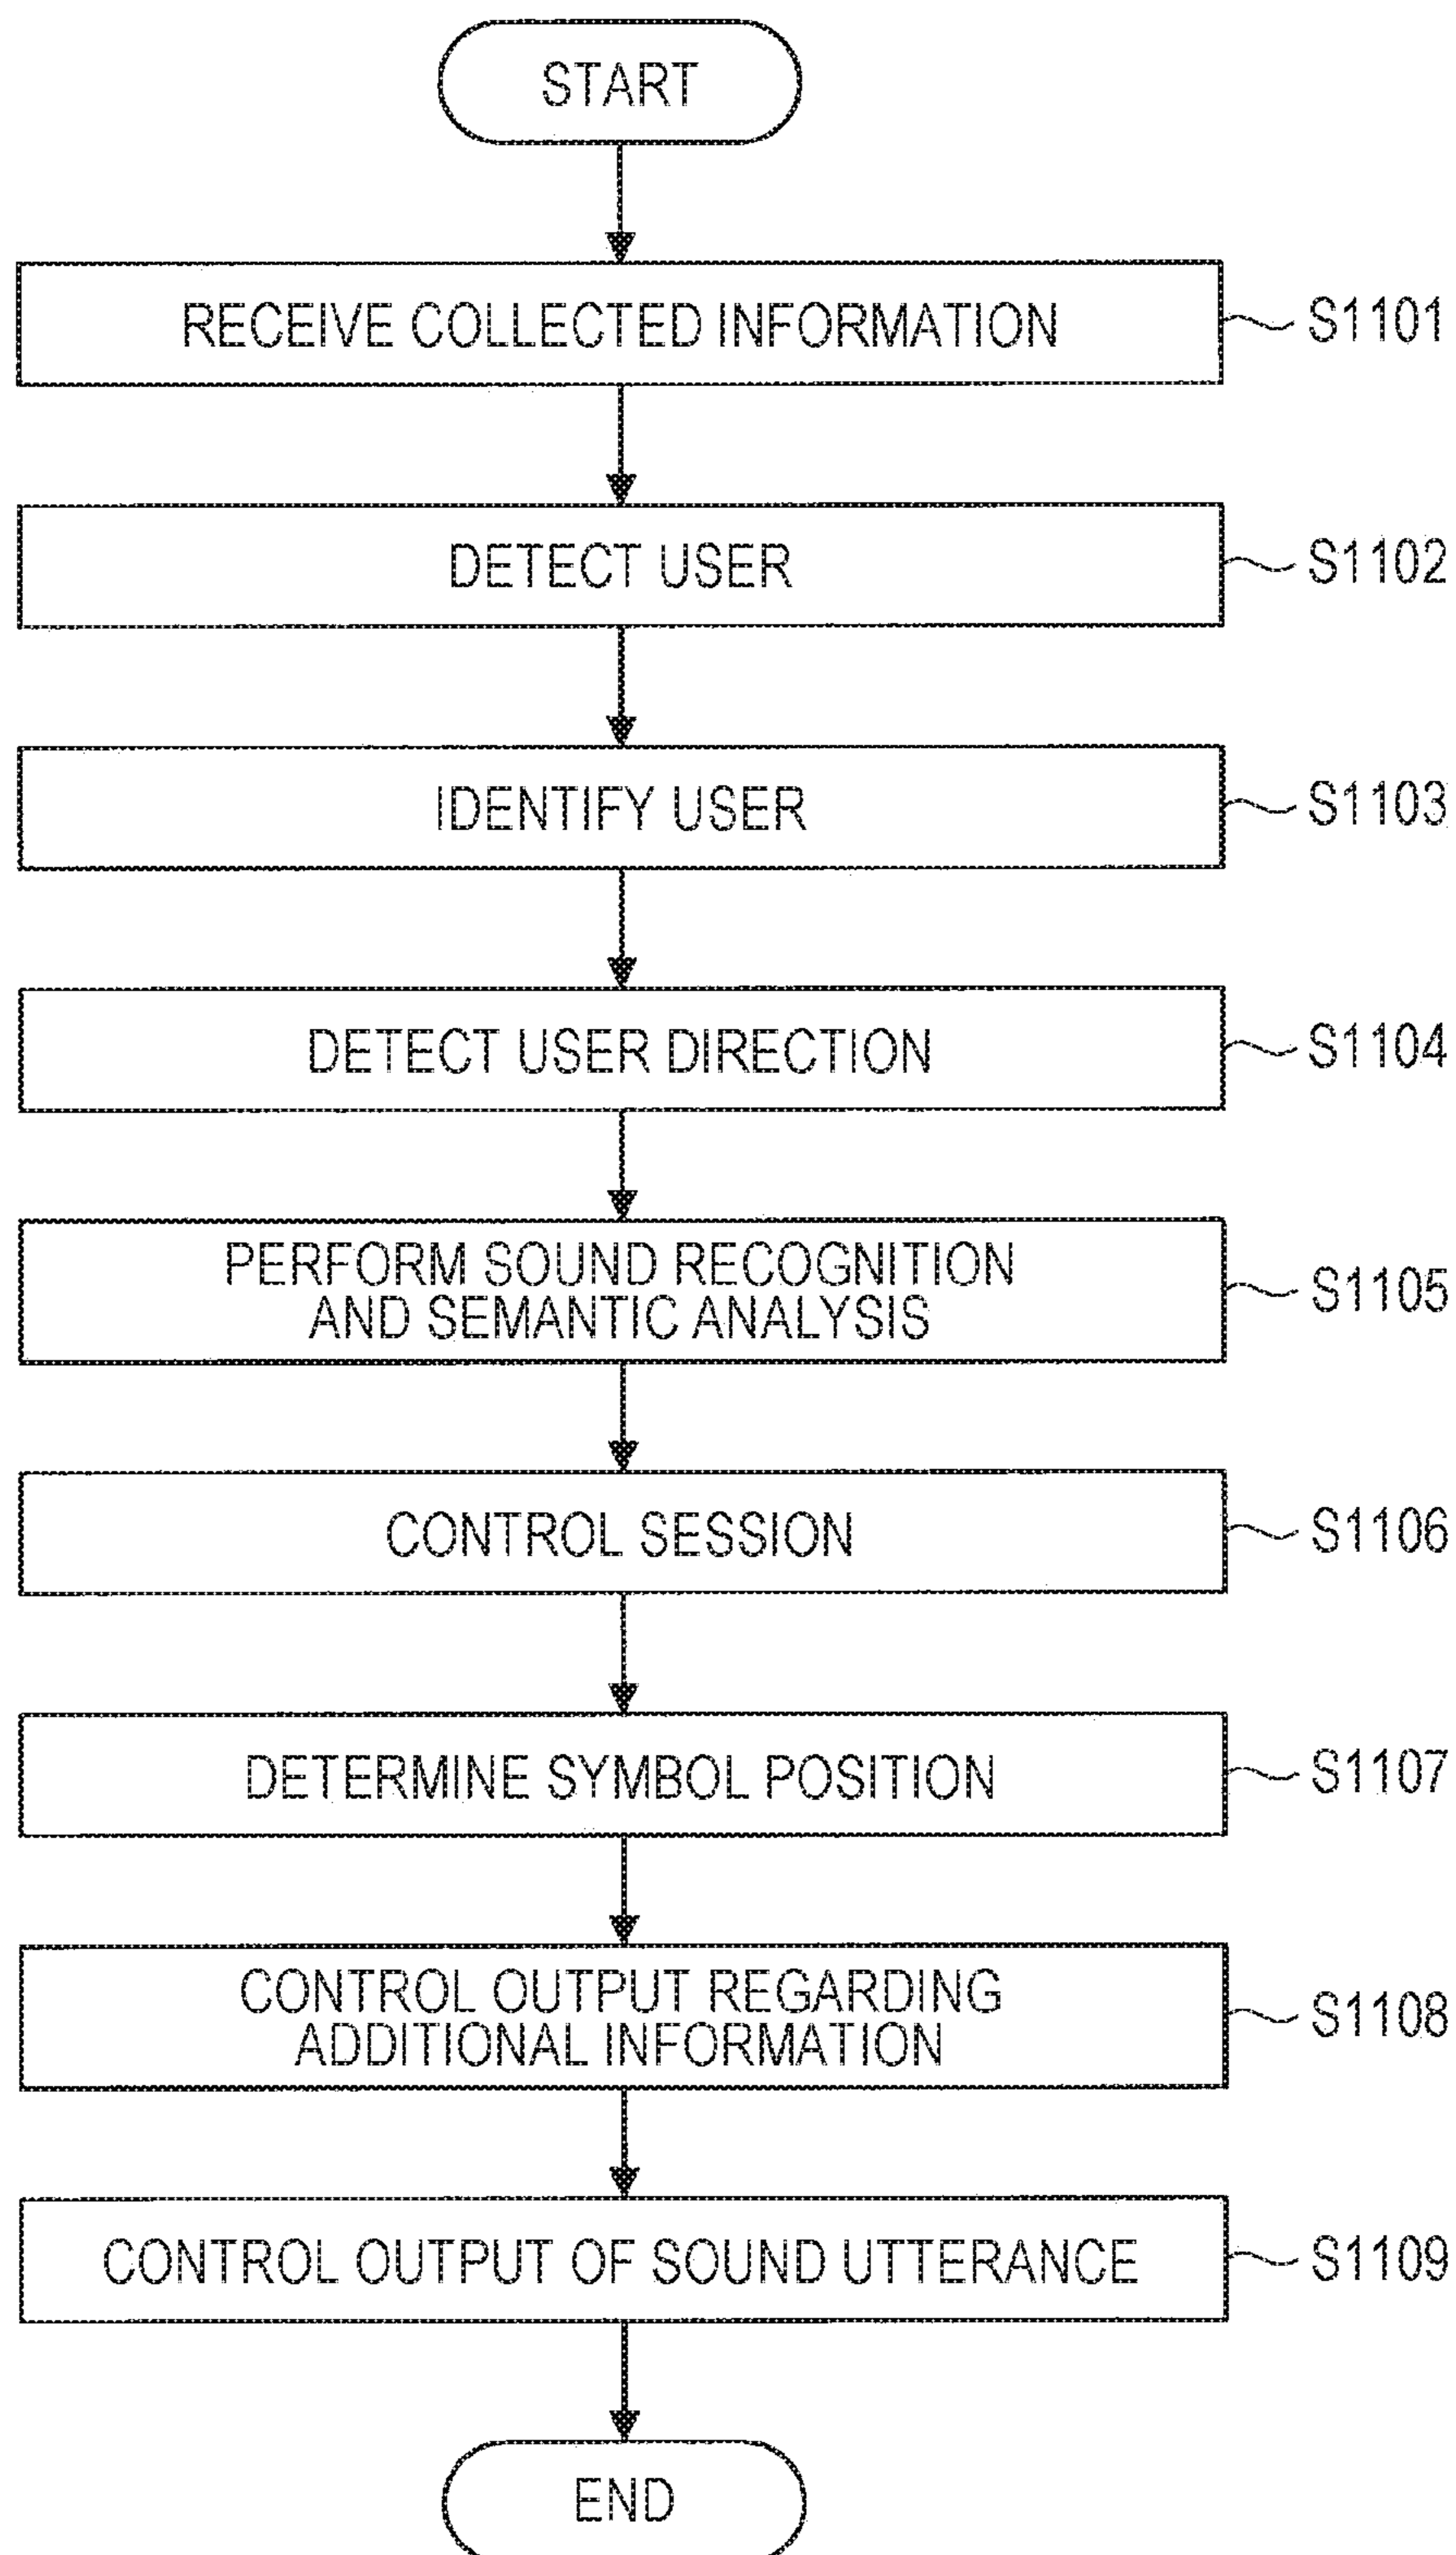 START
RECEIVE COLLECTED INFORMATION
S1101
DETECT USER
S1102
IDENTIFY USER
S1103
DETECT USER DIRECTION
S1104
PERFORM SOUND RECOGNITION
AND SEMANTIC ANALYSIS
S1105
CONTROL SESSION
S1106
DETERMINE SYMBOL POSITION
S1107
CONTROL OUTPUT REGARDING
ADDITIONAL INFORMATION
S1108
CONTROL OUTPUT OF SOUND UTTERANCE
S1109
END